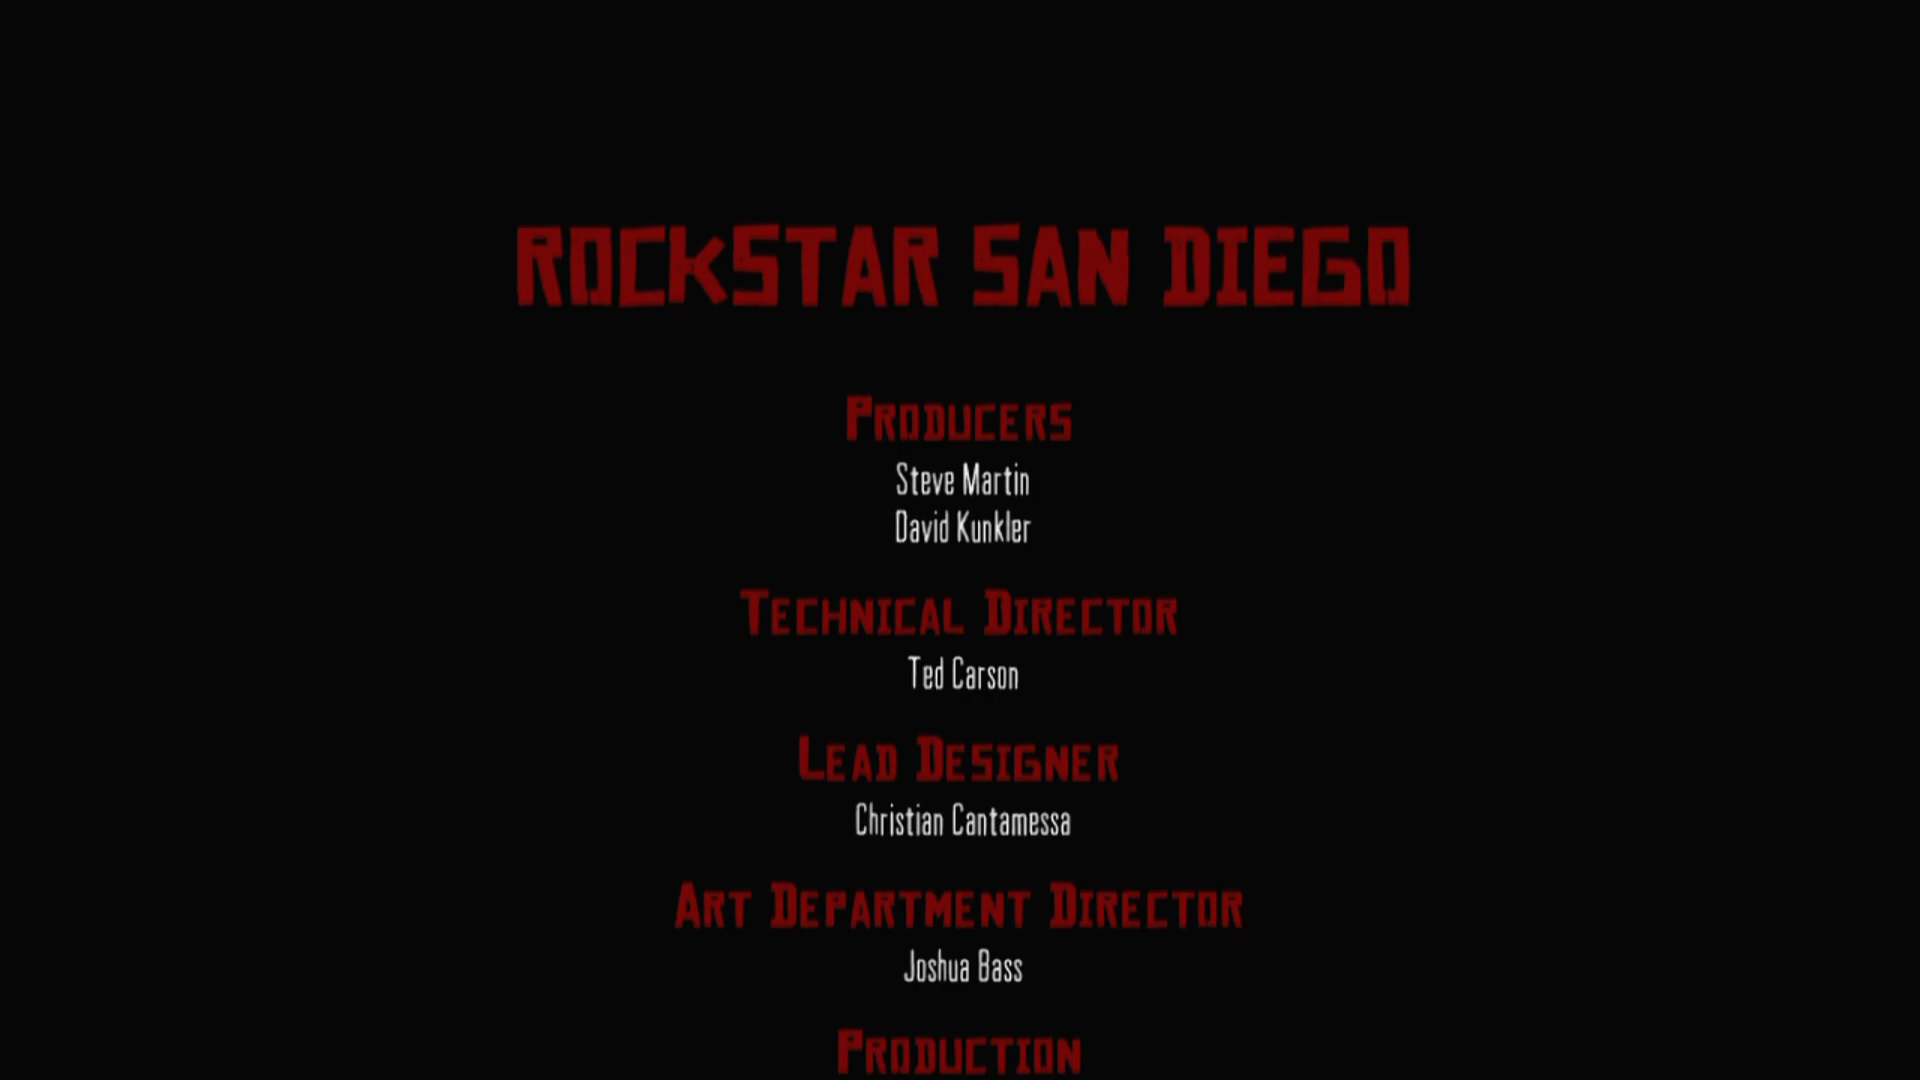 ROCKSTAR SAN DIEGO
PRODUCERS
Steve Martin
David Kunkler
TECHNICAL DIRECTOR
Ted Carson
LEAD DESIGNER
Christian Cantamessa
ART DEPARTMENT DIRECTOR
Joshua Bass
PRODUCTION